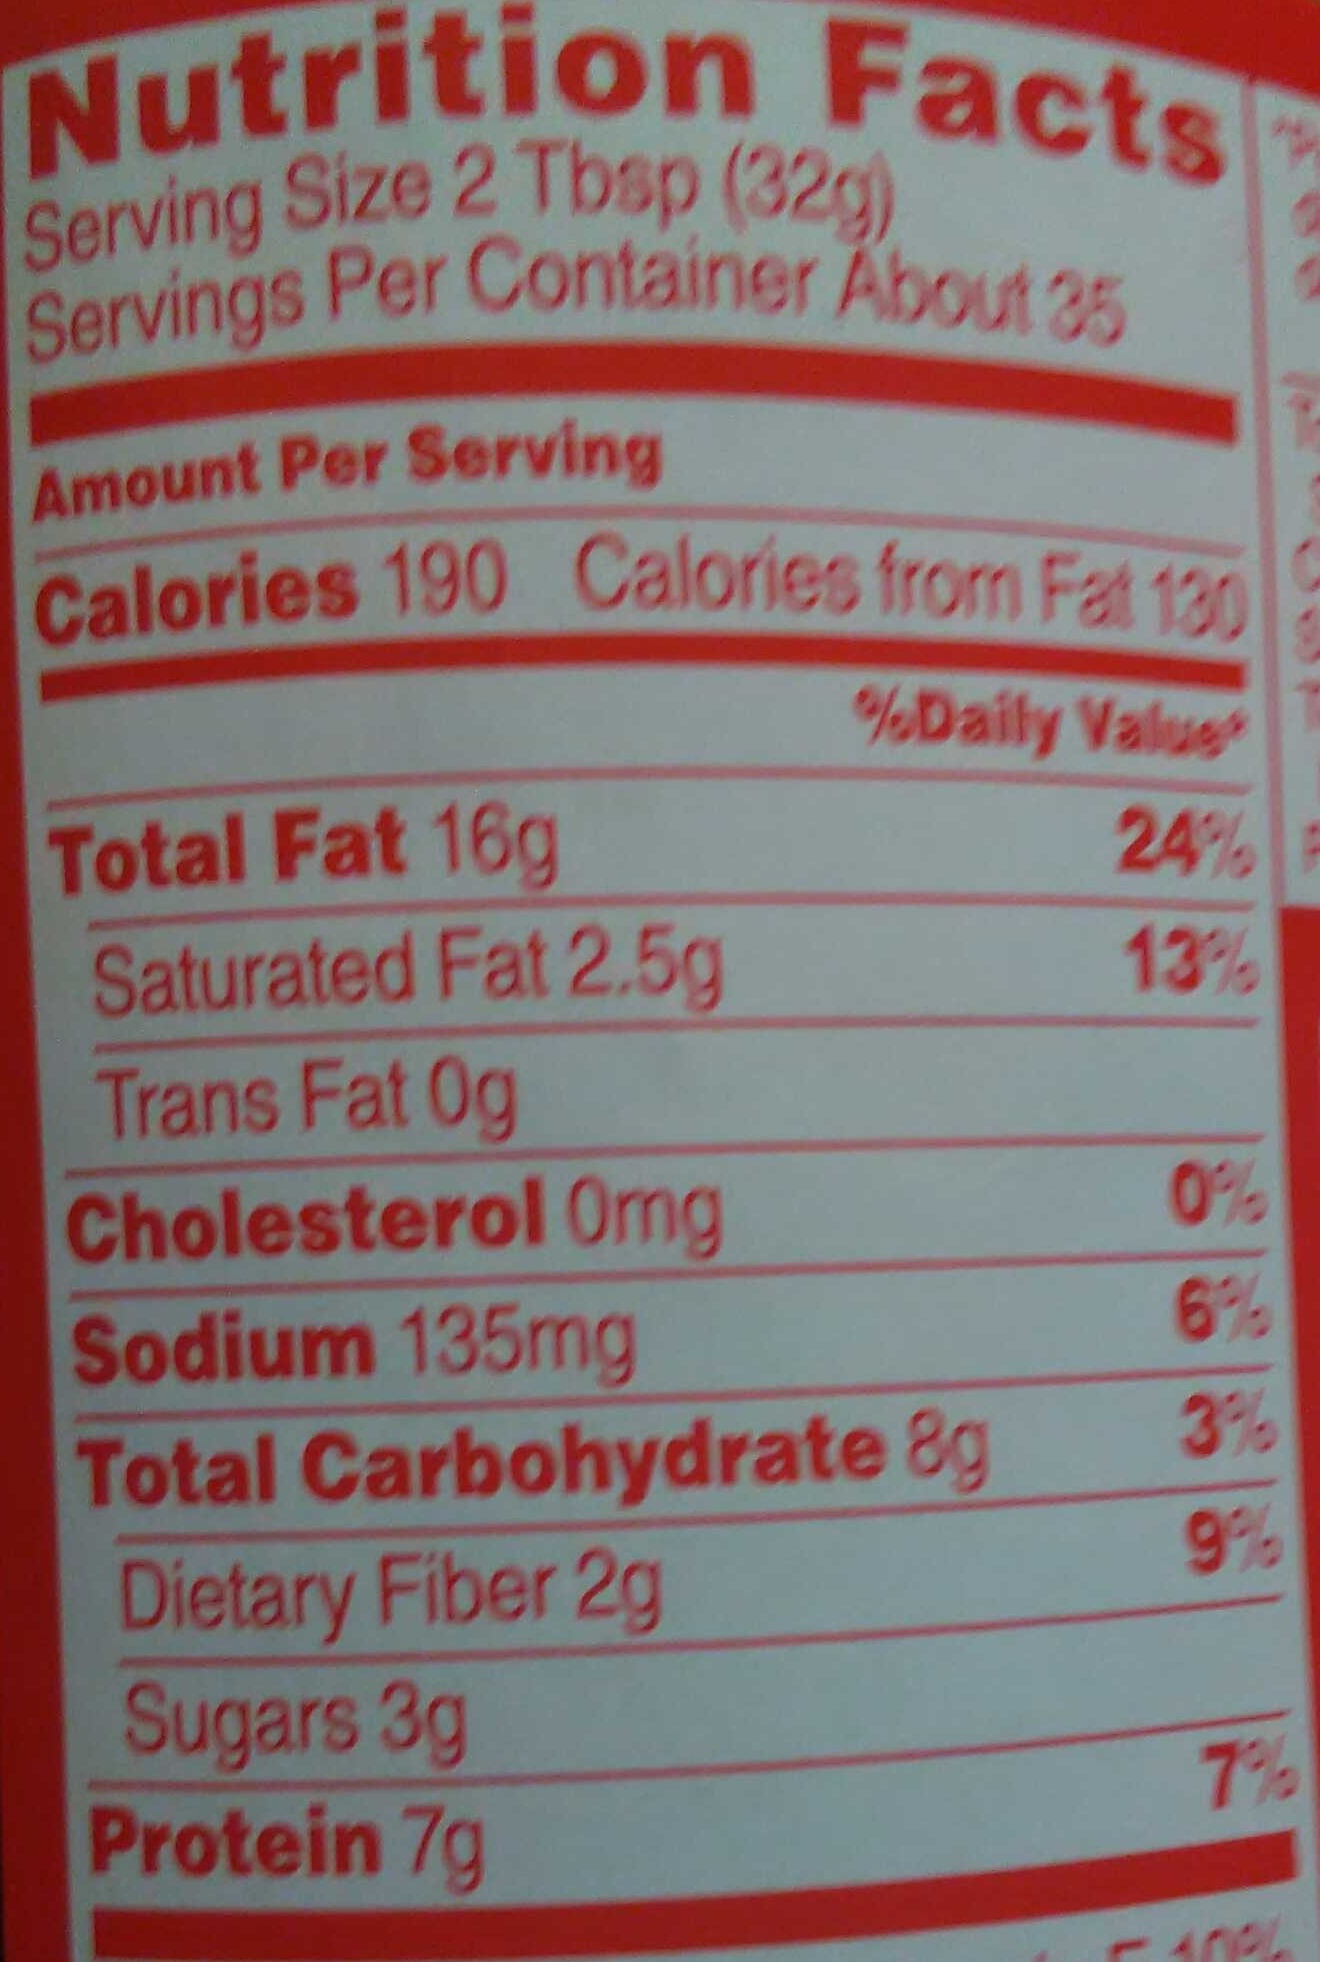 Nutrition Facts
Serving Size 2 Tbsp (32g)
Servings Per Container About 35
Amount Per Serving
Calories 190 Calories from Fat 130
%Daily Value*
Total Fat 16g 24%
Saturated Fat 2.5g 13%
Trans Fat 0g
Cholesterol 0mg 0%
Sodium 135mg 6%
Total Carbohydrate 8g 3%
Dietary Fiber 2g 9%
Sugars 3g
Protein 7g 7%